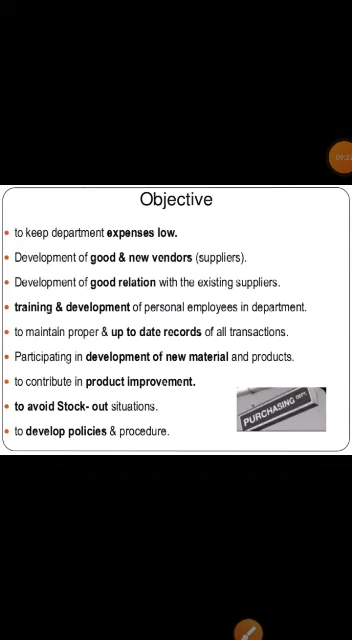 Objective
to keep department expenses low.
Development of good & new vendors (suppliers).
Development of good relation with the existing suppliers.
training & development of personal employees in department.
to maintain proper & up to date records of all transactions.
Participating in development of new material and products.
to contribute in product improvement.
to avoid Stock- out situations.
to develop policies & procedure.
PURCHASING DEPT.